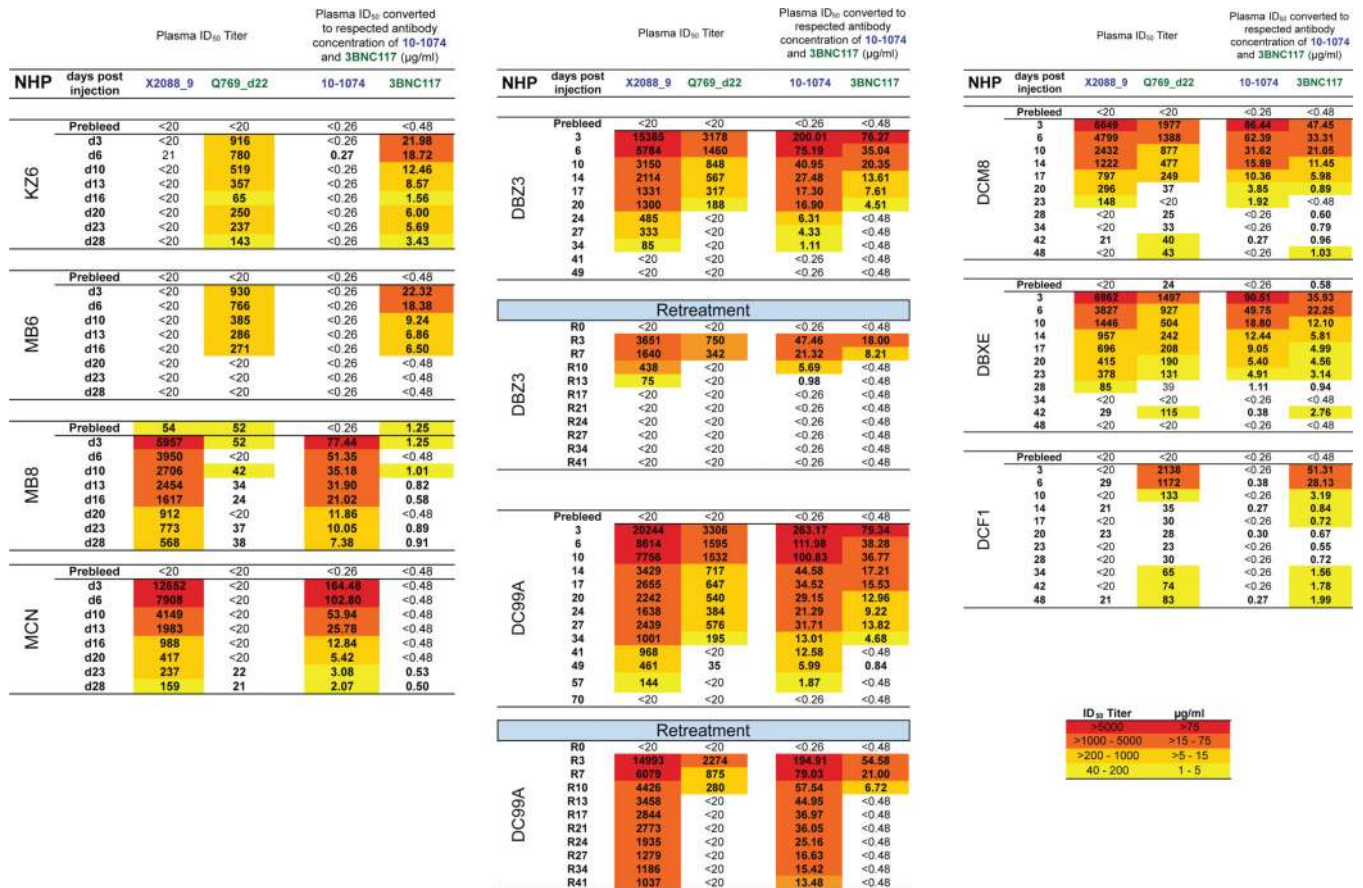 Plasma ID50 Titer
Plasma ID50 converted
to respected antibody
concentration of 10-1074
and 3BNC117 (µg/ml)
NHP days post injection X2088_9 Q769_d22 10-1074 3BNC117
KZ6
Prebleed <20 <20 <0.26 <0.48
d3 <20 916 <0.26 21.98
d6 21 780 0.27 18.72
d10 <20 519 <0.26 12.46
d13 <20 357 <0.26 8.57
d16 <20 65 <0.26 1.56
d20 <20 250 <0.26 6.00
d23 <20 237 <0.26 5.69
d28 <20 143 <0.26 3.43
MB6
Prebleed <20 <20 <0.26 <0.48
d3 <20 930 <0.26 22.32
d6 <20 766 <0.26 18.38
d10 <20 385 <0.26 9.24
d13 <20 286 <0.26 6.86
d16 <20 271 <0.26 6.50
d20 <20 <20 <0.26 <0.48
d23 <20 <20 <0.26 <0.48
d28 <20 <20 <0.26 <0.48
MB8
Prebleed 54 52 <0.26 1.25
d3 5957 52 77.44 1.25
d6 3950 <20 51.35 <0.48
d10 2706 42 35.18 1.01
d13 2454 34 31.90 0.82
d16 1617 24 21.02 0.58
d20 912 <20 11.86 <0.48
d23 773 37 10.05 0.89
d28 568 38 7.38 0.91
MCN
Prebleed <20 <20 <0.26 <0.48
d3 12652 <20 164.48 <0.48
d6 7908 <20 102.80 <0.48
d10 4149 <20 53.94 <0.48
d13 1983 <20 25.78 <0.48
d16 988 <20 12.84 <0.48
d20 417 <20 5.42 <0.48
d23 237 22 3.08 0.53
d28 159 21 2.07 0.50
Plasma ID50 Titer
Plasma ID50 converted to
respected antibody
concentration of 10-1074
and 3BNC117 (µg/ml)
NHP days post injection X2088_9 Q769_d22 10-1074 3BNC117
DBZ3
Prebleed <20 <20 <0.26 <0.48
3 15385 3178 200.01 76.27
6 5784 1460 75.19 35.04
10 3150 848 40.95 20.35
14 2114 567 27.48 13.61
17 1331 317 17.30 7.61
20 1300 188 16.90 4.51
24 485 <20 6.31 <0.48
27 333 <20 4.33 <0.48
34 85 <20 1.11 <0.48
41 <20 <20 <0.26 <0.48
49 <20 <20 <0.26 <0.48
Retreatment
DBZ3
R0 <20 <20 <0.26 <0.48
R3 3651 750 47.46 18.00
R7 1640 342 21.32 8.21
R10 438 <20 5.69 <0.48
R13 75 <20 0.98 <0.48
R17 <20 <20 <0.26 <0.48
R21 <20 <20 <0.26 <0.48
R24 <20 <20 <0.26 <0.48
R27 <20 <20 <0.26 <0.48
R34 <20 <20 <0.26 <0.48
R41 <20 <20 <0.26 <0.48
DC99A
Prebleed <20 <20 <0.26 <0.48
3 20244 3306 263.17 79.34
6 8614 1595 111.98 38.28
10 7756 1532 100.83 36.77
14 3429 717 44.58 17.21
17 2655 647 34.52 15.53
20 2242 540 29.15 12.96
24 1638 384 21.29 9.22
27 2439 576 31.71 13.82
34 1001 195 13.01 4.68
41 968 <20 12.58 <0.48
49 461 35 5.99 0.84
57 144 <20 1.87 <0.48
70 <20 <20 <0.26 <0.48
Retreatment
DC99A
R0 <20 <20 <0.26 <0.48
R3 14993 2274 194.91 54.58
R7 6079 875 79.03 21.00
R10 4426 280 57.54 6.72
R13 3458 <20 44.95 <0.48
R17 2844 <20 36.97 <0.48
R21 2773 <20 36.05 <0.48
R24 1935 <20 25.16 <0.48
R27 1279 <20 16.63 <0.48
R34 1186 <20 15.42 <0.48
R41 1037 <20 13.48 <0.48
Plasma ID50 Titer
Plasma ID50 converted to
respected antibody
concentration of 10-1074
and 3BNC117 (µg/ml)
NHP days post injection X2088_9 Q769_d22 10-1074 3BNC117
DCM8
Prebleed <20 <20 <0.26 <0.48
3 6649 1977 86.44 47.45
6 4799 1388 62.39 33.31
10 2432 877 31.62 21.05
14 1222 477 15.89 11.45
17 797 249 10.36 5.98
20 296 37 3.85 0.89
23 148 <20 1.92 <0.48
28 <20 25 <0.26 0.60
34 <20 33 <0.26 0.79
42 21 40 0.27 0.96
48 <20 43 <0.26 1.03
DBXE
Prebleed <20 24 <0.26 0.58
3 6962 1497 90.51 35.93
6 3827 927 49.75 22.25
10 1446 504 18.80 12.10
14 957 242 12.44 5.81
17 696 208 9.05 4.99
20 415 190 5.40 4.56
23 378 131 4.91 3.14
28 85 39 1.11 0.94
34 <20 <20 <0.26 <0.48
42 29 115 0.38 2.76
48 <20 <20 <0.26 <0.48
DCF1
Prebleed <20 <20 <0.26 <0.48
3 <20 2138 <0.26 51.31
6 29 1172 0.38 28.13
10 <20 133 <0.26 3.19
14 21 35 0.27 0.84
17 <20 30 <0.26 0.72
20 23 28 0.30 0.67
23 <20 23 <0.26 0.55
28 <20 30 <0.26 0.72
34 <20 65 <0.26 1.56
42 <20 74 <0.26 1.78
48 21 83 0.27 1.99
ID50 Titer µg/ml
>5000 >75
>1000 - 5000 >15 - 75
>200 - 1000 >5 - 15
40 - 200 1 - 5